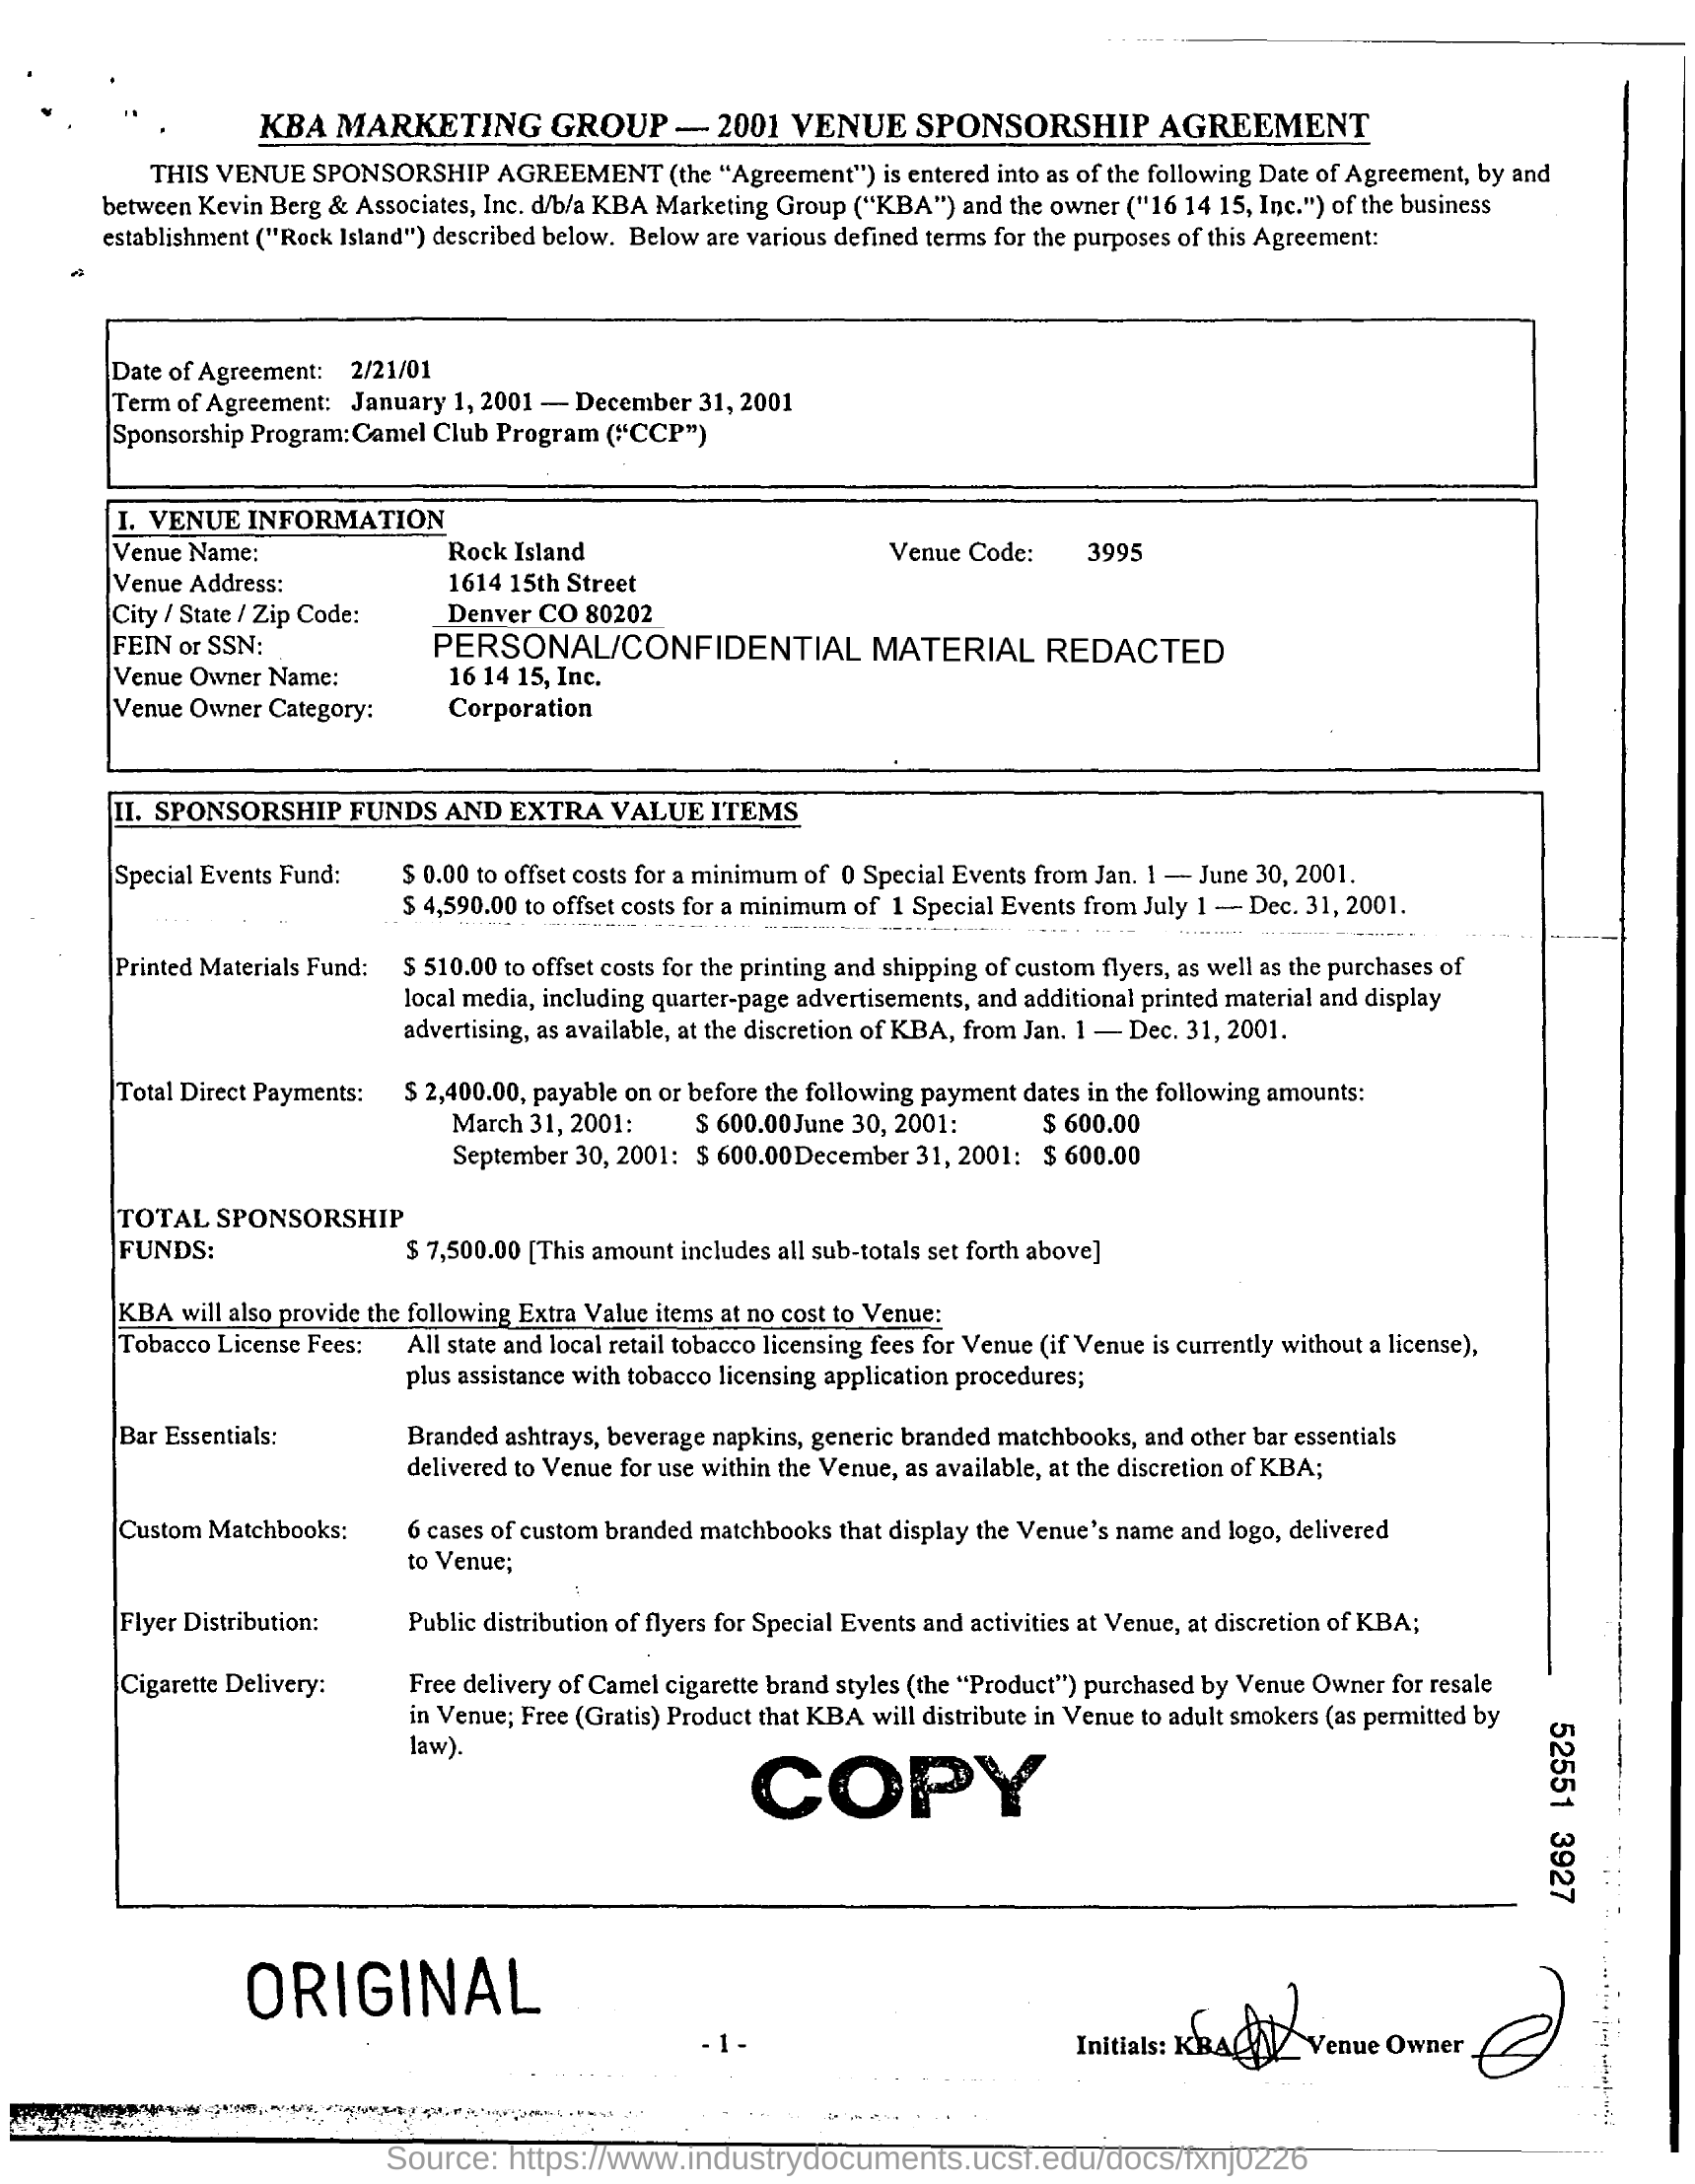 KBA MARKETING GROUP — 2001 VENUE SPONSORSHIP AGREEMENT
THIS VENUE SPONSORSHIP AGREEMENT (the “Agreement”) is entered into as of the following Date of Agreement, by and
between Kevin Berg & Associates, Inc. d/b/a KBA Marketing Group (“KBA”) and the owner ("16 14 15, Inc.") of the business
establishment ("Rock Island") described below. Below are various defined terms for the purposes of this Agreement:
Date of Agreement: 2/21/01
Term of Agreement: January 1, 2001 — December 31, 2001
Sponsorship Program: Camel Club Program (“CCP”)
I. VENUE INFORMATION
Venue Name: Rock Island Venue Code: 3995
Venue Address: 1614 15th Street
City / State / Zip Code: Denver CO 80202
FEIN or SSN: PERSONAL/CONFIDENTIAL MATERIAL REDACTED
Venue Owner Name: 16 14 15, Inc.
Venue Owner Category: Corporation
II. SPONSORSHIP FUNDS AND EXTRA VALUE ITEMS
Special Events Fund: $ 0.00 to offset costs for a minimum of 0 Special Events from Jan. 1 — June 30, 2001.
$ 4,590.00 to offset costs for a minimum of 1 Special Events from July 1 — Dec. 31, 2001.
Printed Materials Fund: $ 510.00 to offset costs for the printing and shipping of custom flyers, as well as the purchases of
local media, including quarter-page advertisements, and additional printed material and display
advertising, as available, at the discretion of KBA, from Jan. 1 — Dec. 31, 2001.
Total Direct Payments: $ 2,400.00, payable on or before the following payment dates in the following amounts:
March 31, 2001: $ 600.00 June 30, 2001: $ 600.00
September 30, 2001: $ 600.00 December 31, 2001: $ 600.00
TOTAL SPONSORSHIP
FUNDS: $ 7,500.00 [This amount includes all sub-totals set forth above]
KBA will also provide the following Extra Value items at no cost to Venue:
Tobacco License Fees: All state and local retail tobacco licensing fees for Venue (if Venue is currently without a license),
plus assistance with tobacco licensing application procedures;
Bar Essentials: Branded ashtrays, beverage napkins, generic branded matchbooks, and other bar essentials
delivered to Venue for use within the Venue, as available, at the discretion of KBA;
Custom Matchbooks: 6 cases of custom branded matchbooks that display the Venue’s name and logo, delivered
to Venue;
Flyer Distribution: Public distribution of flyers for Special Events and activities at Venue, at discretion of KBA;
Cigarette Delivery: Free delivery of Camel cigarette brand styles (the “Product”) purchased by Venue Owner for resale
in Venue; Free (Gratis) Product that KBA will distribute in Venue to adult smokers (as permitted by
law).
COPY
52551 3927
ORIGINAL
- 1 -
Initials: KBA Venue Owner
Source: https://www.industrydocuments.ucsf.edu/docs/fxnj0226